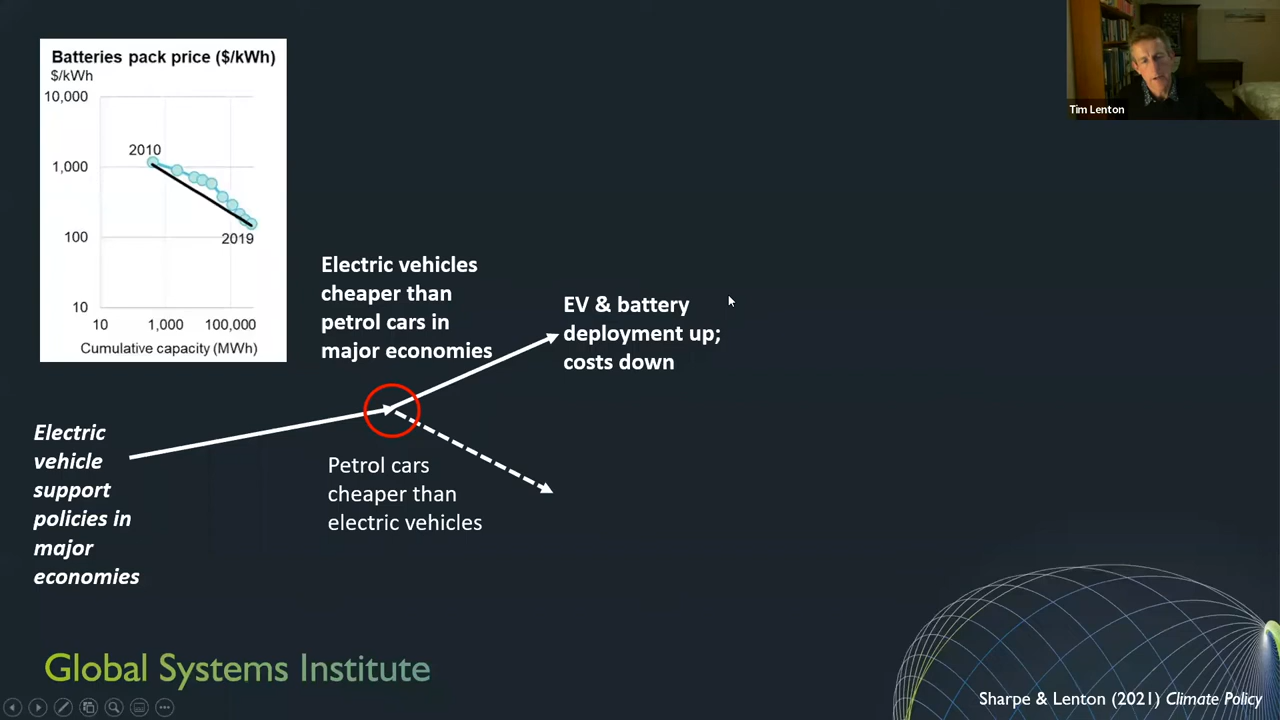 Batteries pack price ($/kWh)
$/kWh
10,000
1,000
100
10
2010
2019
10 1,000 100,000
Cumulative capacity (MWh)
Tim Lenton
Electric vehicles
cheaper than
petrol cars in
major economies
EV & battery
deployment up;
costs down
Electric
vehicle
support
policies in
major
economies
Petrol cars
cheaper than
electric vehicles
Global Systems Institute
Sharpe & Lenton (2021) Climate Policy